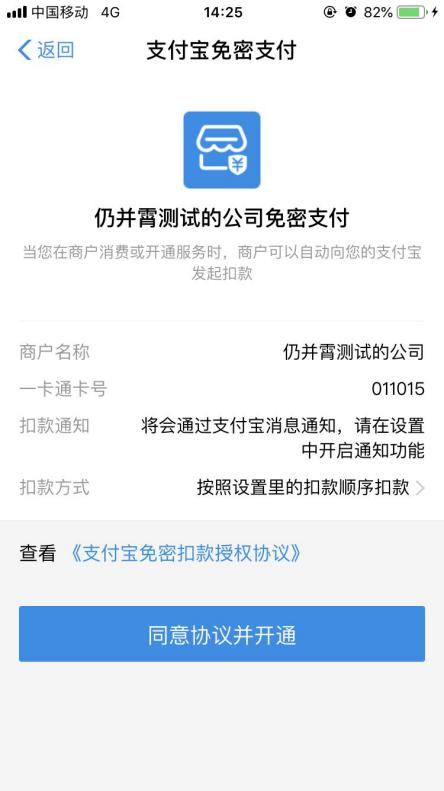 中国移动 4G 14:25 82%
返回 支付宝免密支付
¥
仍并霄测试的公司免密支付
当您在商户消费或开通服务时，商户可以自动向您的支付宝
发起扣款
商户名称 仍并霄测试的公司
一卡通卡号 011015
扣款通知 将会通过支付宝消息通知，请在设置
中开启通知功能
扣款方式 按照设置里的扣款顺序扣款
查看 《支付宝免密扣款授权协议》
同意协议并开通